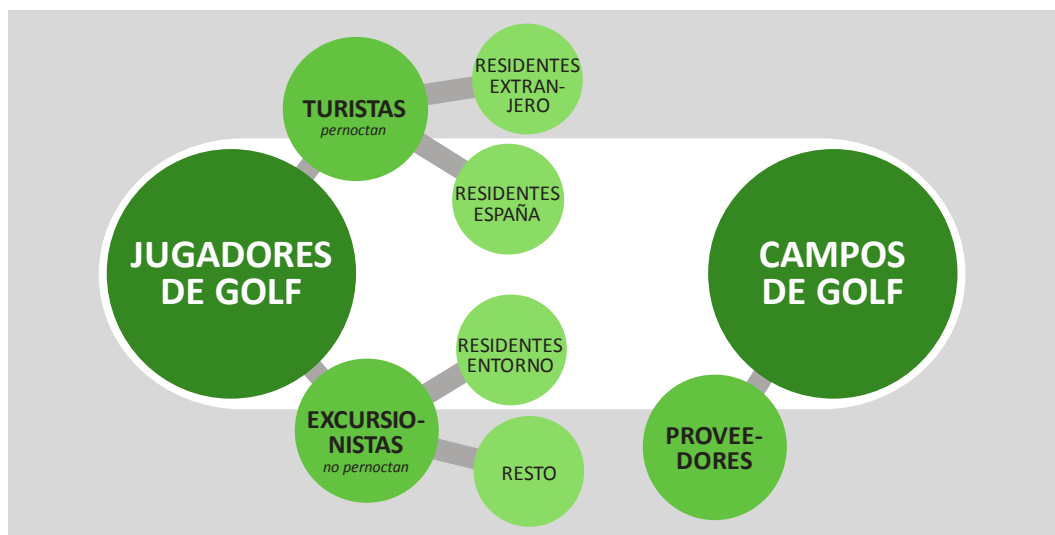 TURISTAS
pernoctan
RESIDENTES
EXTRAN-
JERO
RESIDENTES
ESPAÑA
JUGADORES
DE GOLF
CAMPOS
DE GOLF
RESIDENTES
ENTORNO
EXCURSIO-
NISTAS
no pernoctan
RESTO
PROVEE-
DORES